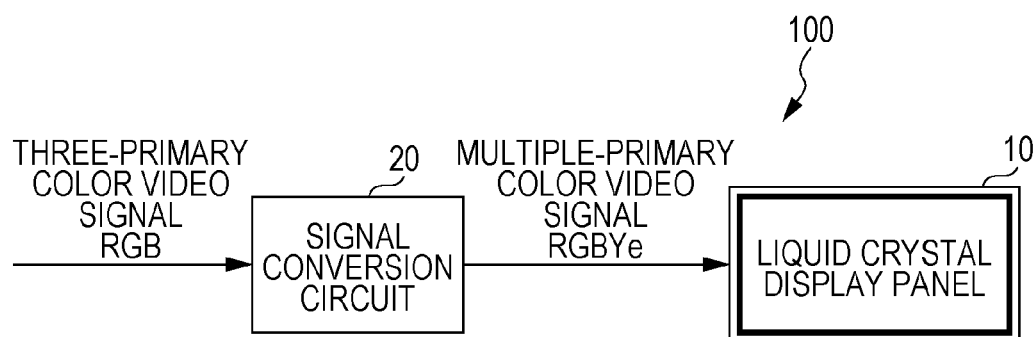 100
THREE-PRIMARY
COLOR VIDEO
SIGNAL
RGB
20
SIGNAL
CONVERSION
CIRCUIT
MULTIPLE-PRIMARY
COLOR VIDEO
SIGNAL
RGBYe
10
LIQUID CRYSTAL
DISPLAY PANEL